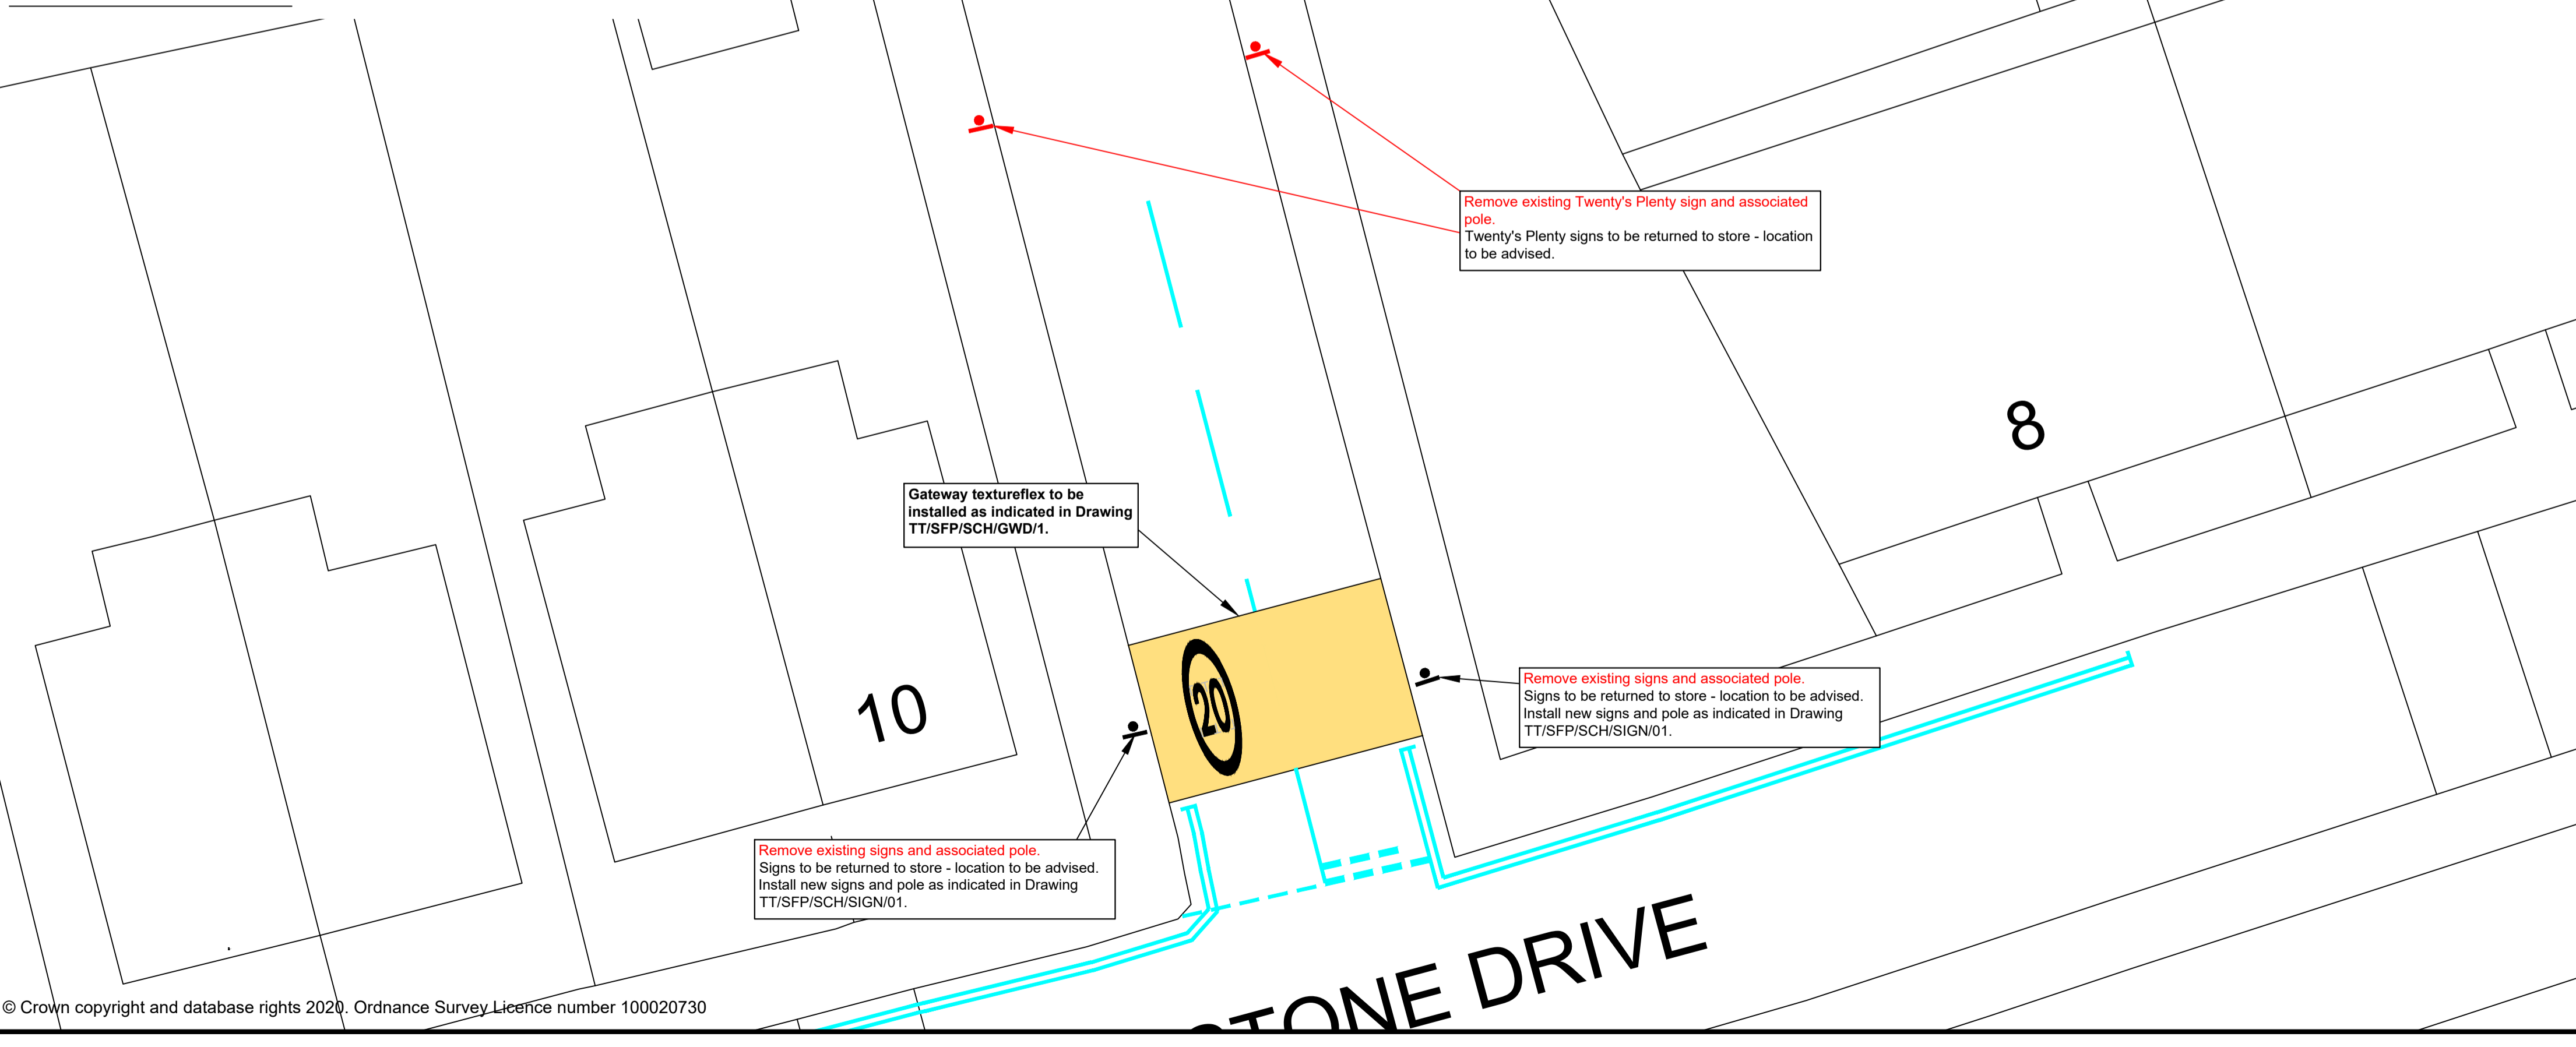 Remove existing Twenty's Plenty sign and associated
pole.
Twenty's Plenty signs to be returned to store - location
to be advised.
8
Gateway textureflex to be
installed as indicated in Drawing
TT/SFP/SCH/GWD/1.
20
10
Remove existing signs and associated pole.
Signs to be returned to store - location to be advised.
Install new signs and pole as indicated in Drawing
TT/SFP/SCH/SIGN/01.
Remove existing signs and associated pole.
Signs to be returned to store - location to be advised.
Install new signs and pole as indicated in Drawing
TT/SFP/SCH/SIGN/01.
TONE DRIVE
© Crown copyright and database rights 2020. Ordnance Survey Licence number 100020730